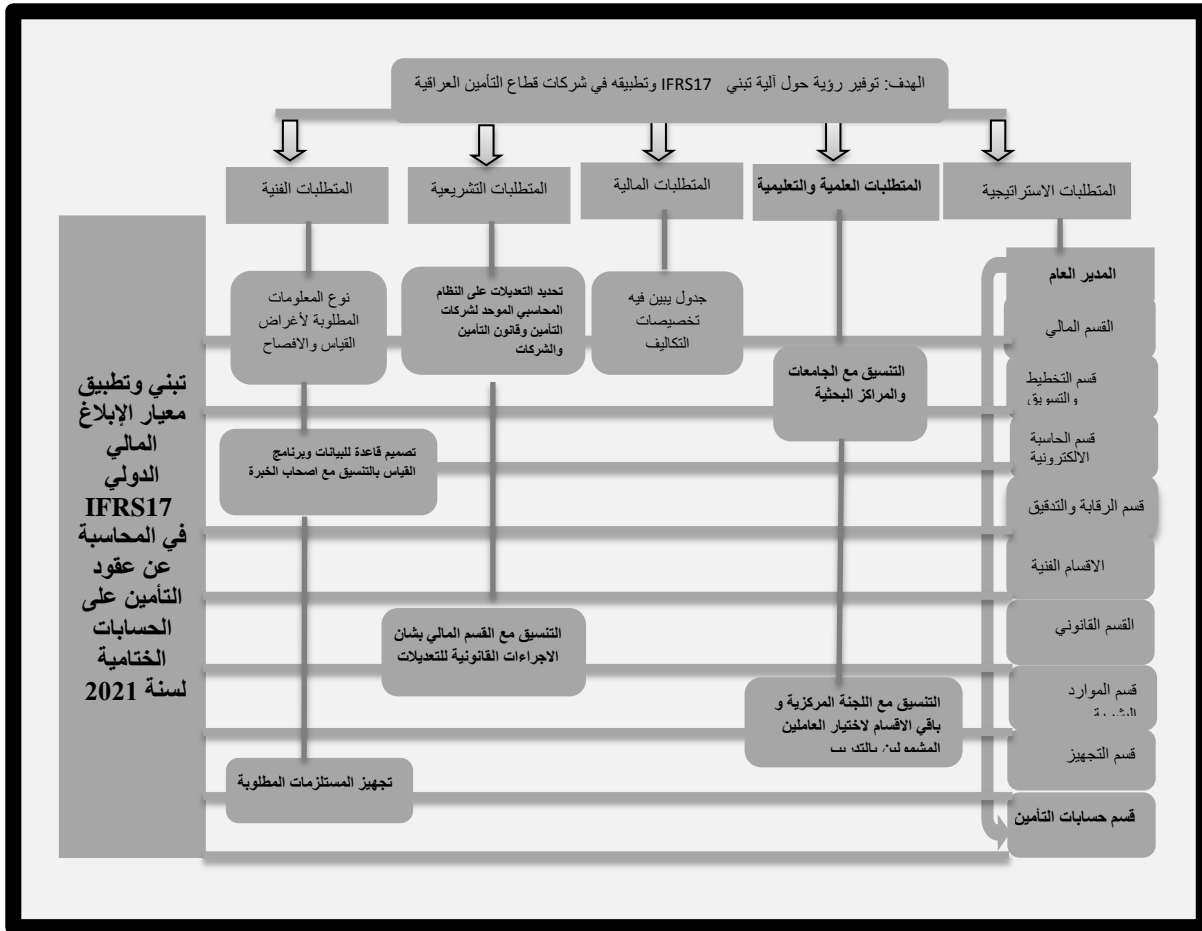 الهدف: توفير رؤية حول آلية تبني IFRS17 وتطبيقه في شركات قطاع التأمين العراقية
المتطلبات الاستراتيجية
المتطلبات العلمية والتعليمية
المتطلبات المالية
المتطلبات التشريعية
المتطلبات الفنية
المدير العام
القسم المالي
قسم التخطيط
والتسويق
قسم الحاسبة
الالكترونية
قسم الرقابة والتدقيق
الاقسام الفنية
القسم القانوني
قسم الموارد
قسم التجهيز
قسم حسابات التأمين
التنسيق مع الجامعات
والمراكز البحثية
التنسيق مع اللجنة المركزية و
باقي الاقسام لاختيار العاملين
المشمولين بالتدريب
جدول يبين فيه
تخصيصات
التكاليف
تحديد التعديلات على النظام
المحاسبي الموحد لشركات
التأمين وقانون التأمين
والشركات
التنسيق مع القسم المالي بشان
الاجراءات القانونية للتعديلات
نوع المعلومات
المطلوبة لأغراض
القياس والافصاح
تصميم قاعدة للبيانات وبرنامج
القياس بالتنسيق مع اصحاب الخبرة
تجهيز المستلزمات المطلوبة
تبني وتطبيق
معيار الإبلاغ
المالي
الدولي
IFRS17
في المحاسبة
عن عقود
التأمين على
الحسابات
الختامية
لسنة 2021